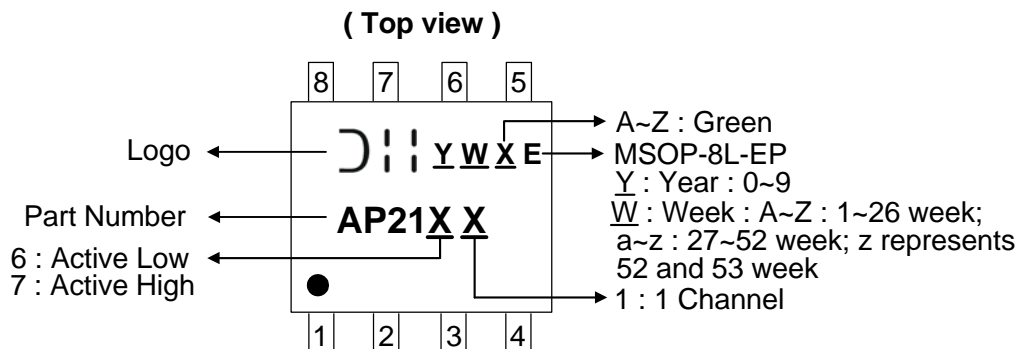 ( Top view )
8 7 6 5
Logo
Y W X E
A~Z : Green
MSOP-8L-EP
Y : Year : 0~9
W : Week : A~Z : 1~26 week;
a~z : 27~52 week; z represents
52 and 53 week
Part Number
AP21X X
6 : Active Low
7 : Active High
1 : 1 Channel
1 2 3 4